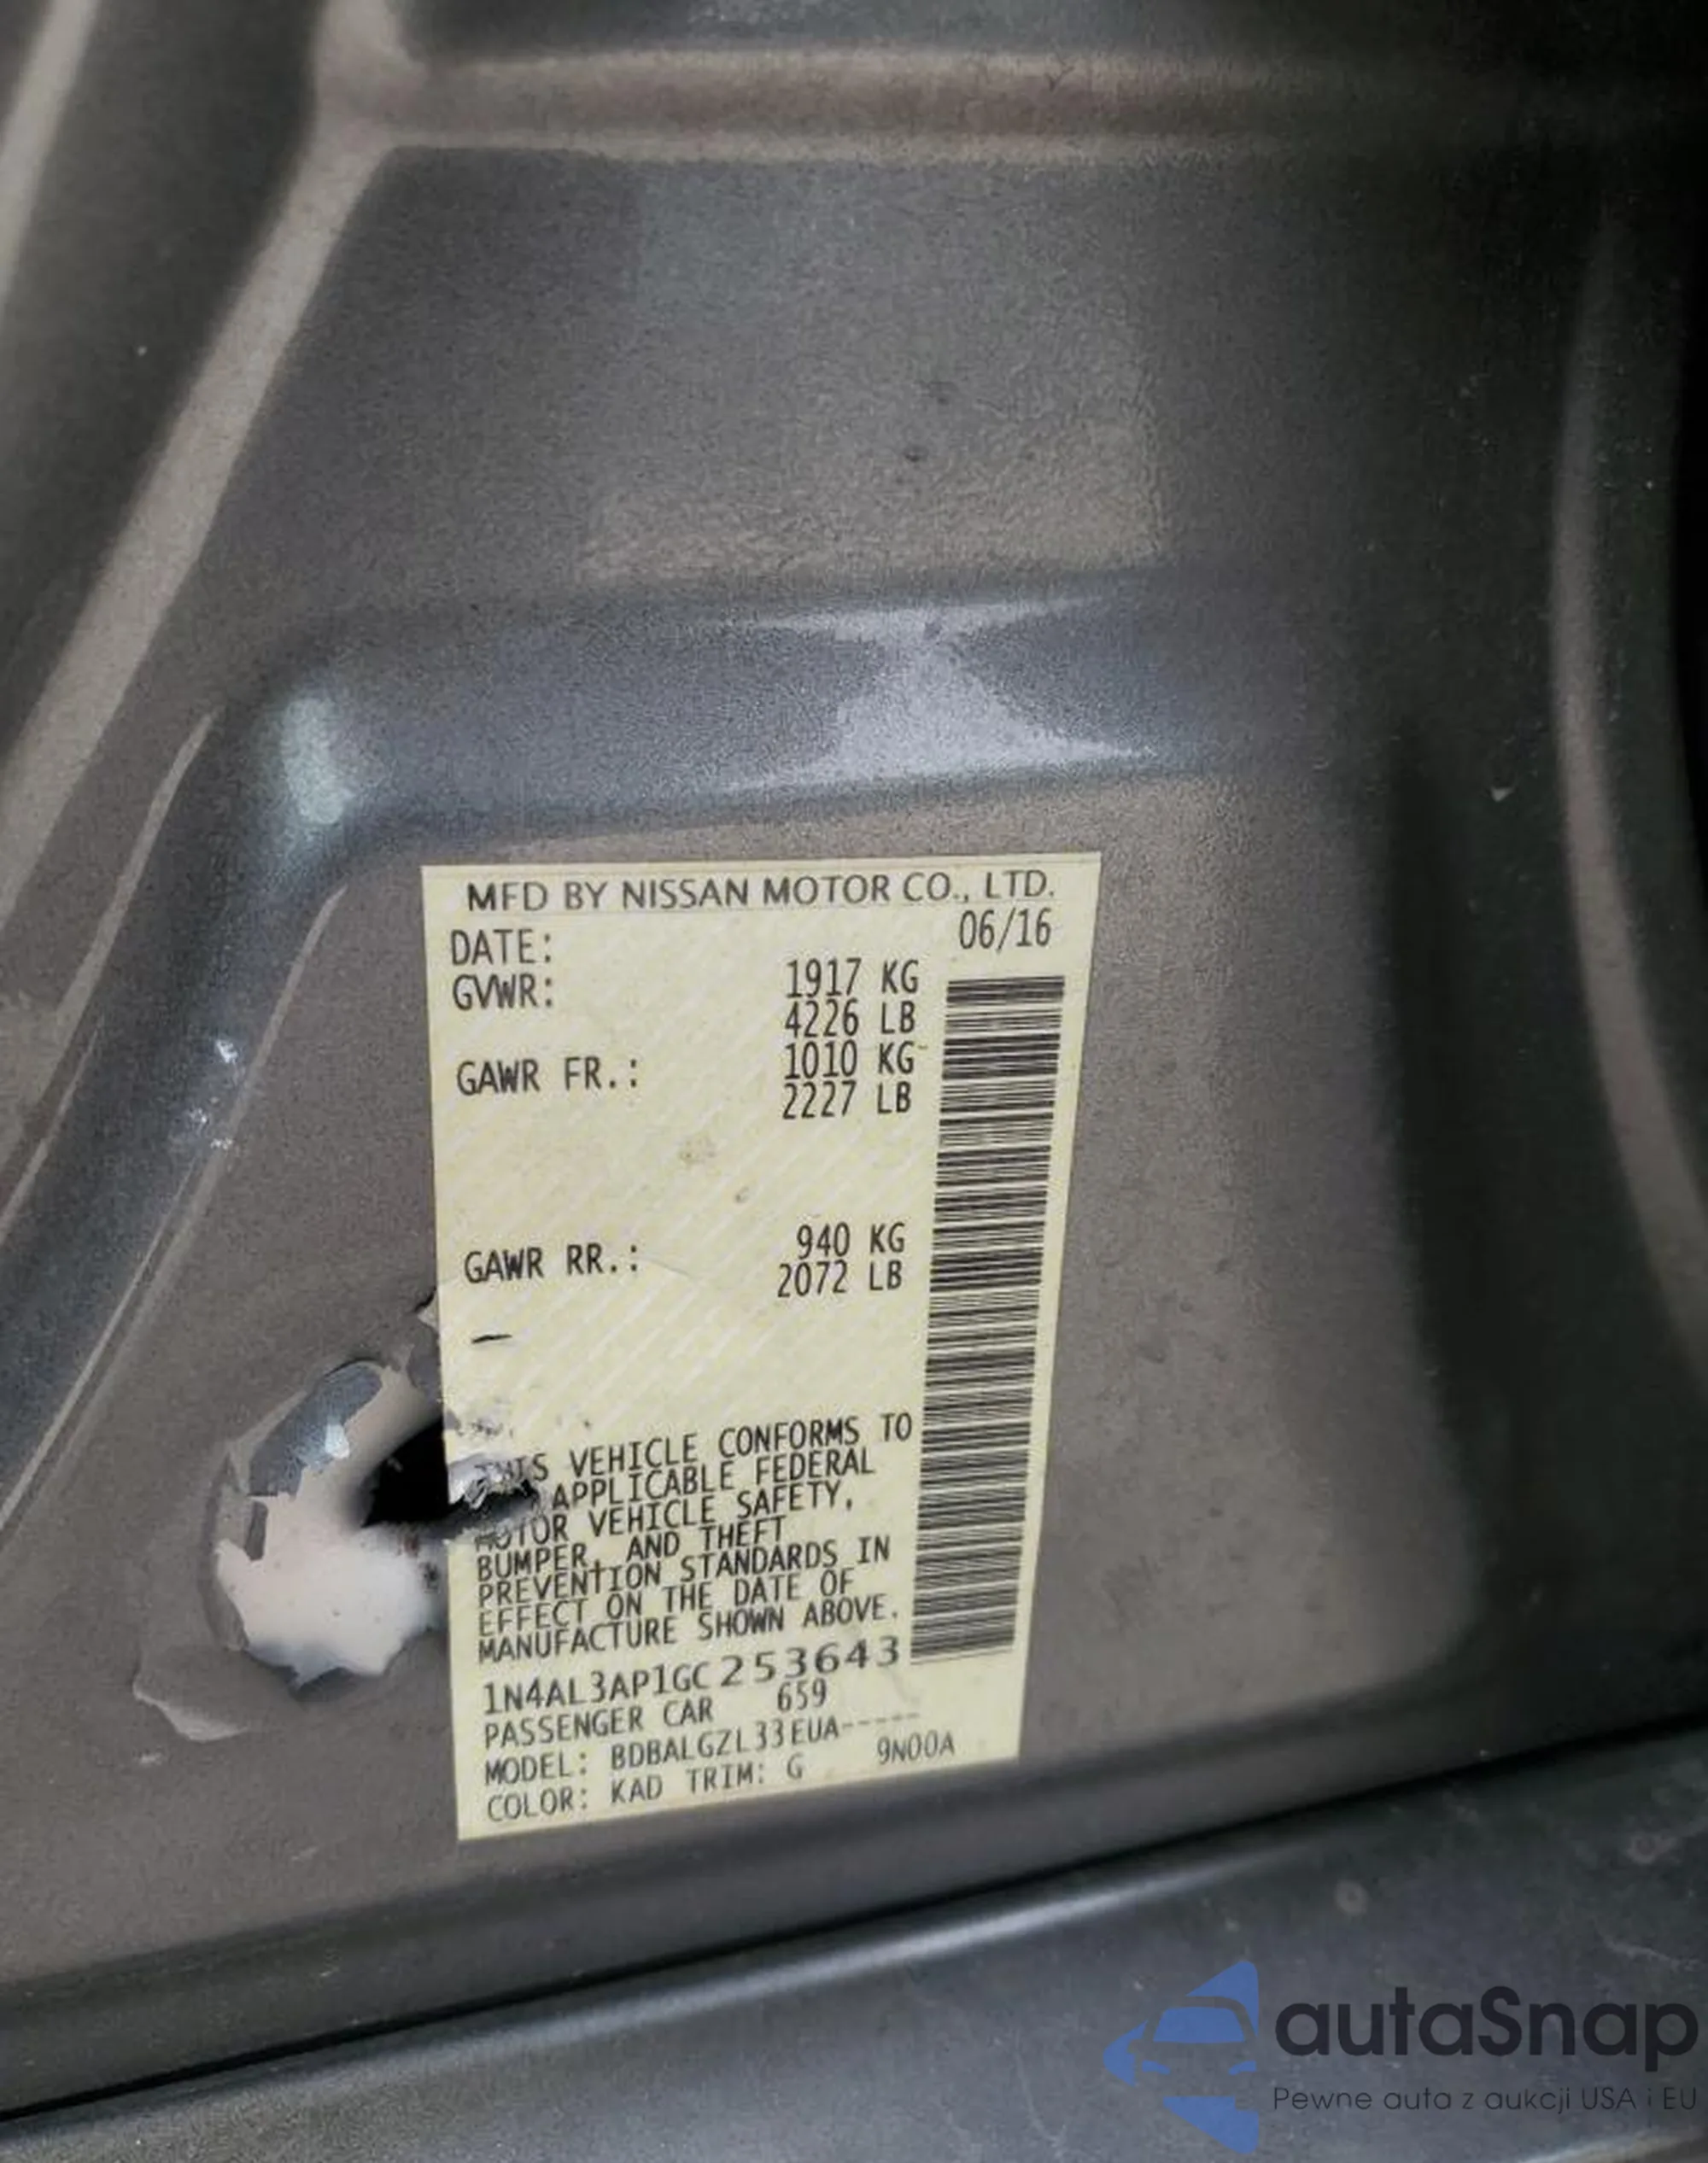 MFD BY NISSAN MOTOR CO., LTD.
DATE: 06/16
GVWR: 1917 KG
4226 LB
GAWR FR.: 1010 KG
2227 LB
GAWR RR.: 940 KG
2072 LB
THIS VEHICLE CONFORMS TO
APPLICABLE FEDERAL
MOTOR VEHICLE SAFETY,
BUMPER, AND THEFT
PREVENTION STANDARDS IN
EFFECT ON THE DATE OF
MANUFACTURE SHOWN ABOVE.
1N4AL3AP1GC253643
PASSENGER CAR 659
MODEL: BDBALGZL33EUA-----
COLOR: KAD TRIM: G 9N00A
autaSnap
Pewne auta z aukcji USA i EU